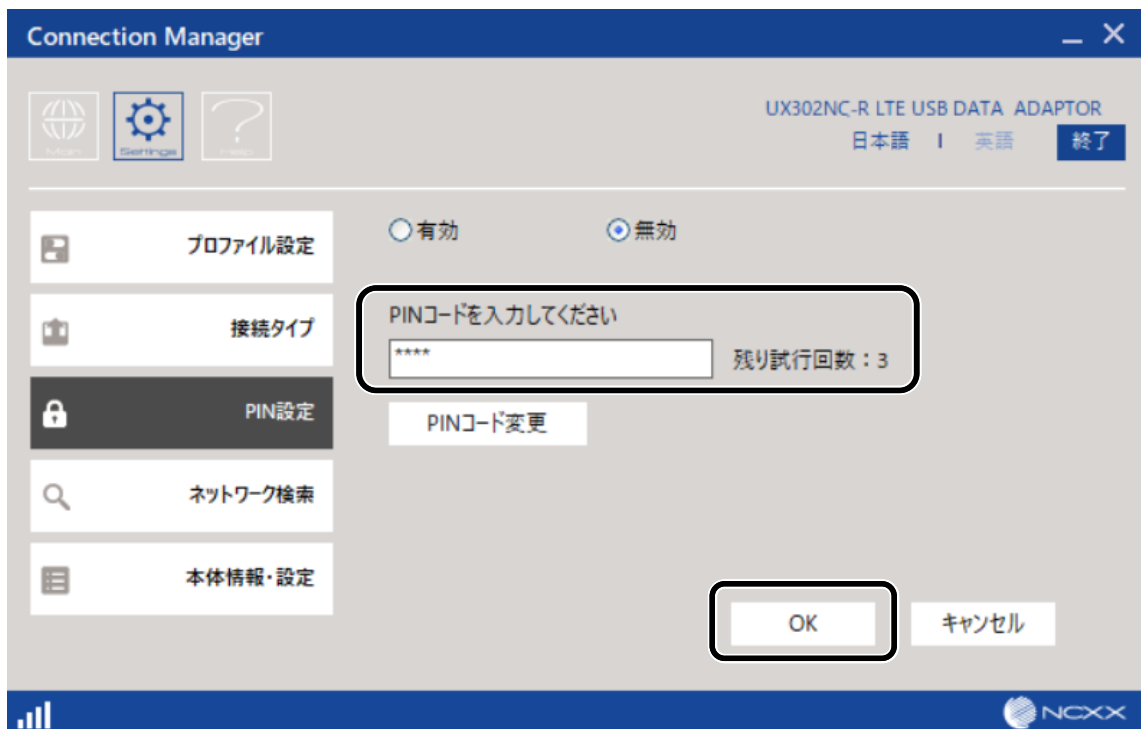 Connection Manager
Main
Settings
Help
UX302NC-R LTE USB DATA ADAPTOR
日本語 | 英語 終了
プロファイル設定
接続タイプ
PIN設定
ネットワーク検索
本体情報・設定
有効 無効
PINコードを入力してください
****
残り試行回数：3
PINコード変更
OK キャンセル
NCXX